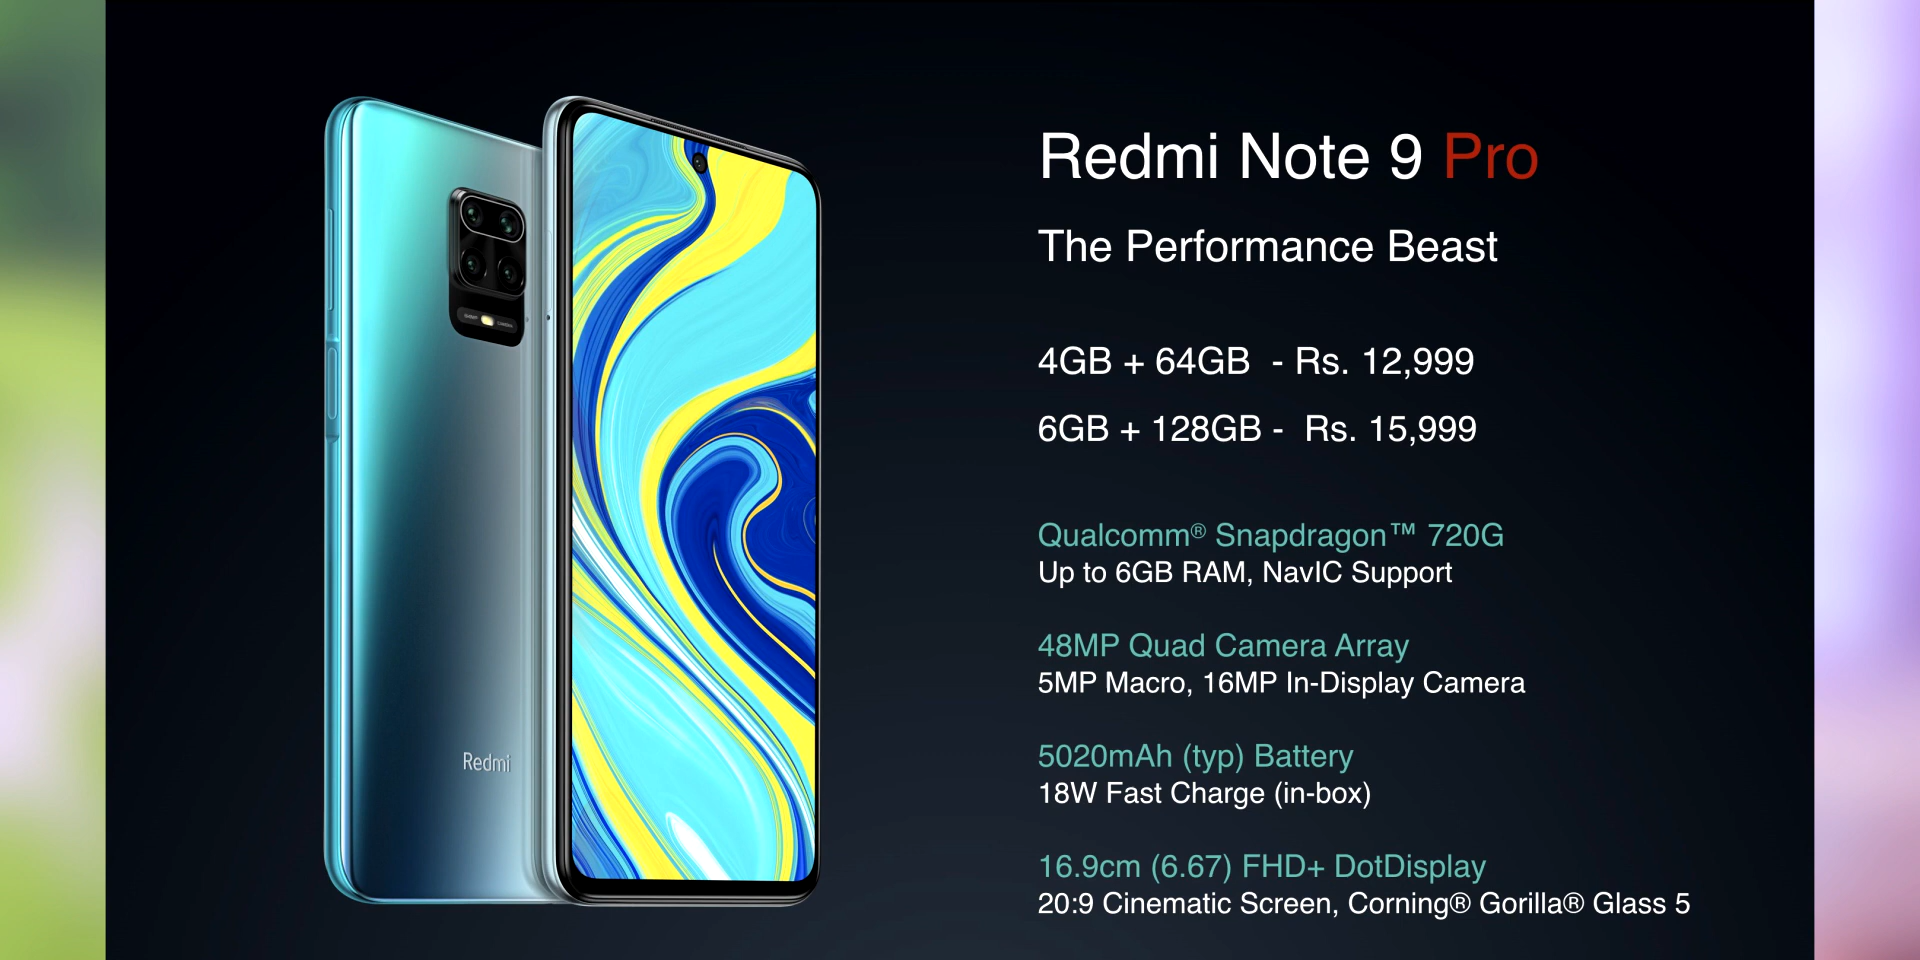 Redmi Note 9 Pro
The Performance Beast
4GB + 64GB - Rs. 12,999
6GB + 128GB - Rs. 15,999
Qualcomm® Snapdragon™ 720G
Up to 6GB RAM, NavIC Support
48MP Quad Camera Array
5MP Macro, 16MP In-Display Camera
5020mAh (typ) Battery
18W Fast Charge (in-box)
16.9cm (6.67) FHD+ DotDisplay
20:9 Cinematic Screen, Corning® Gorilla® Glass 5
Redmi